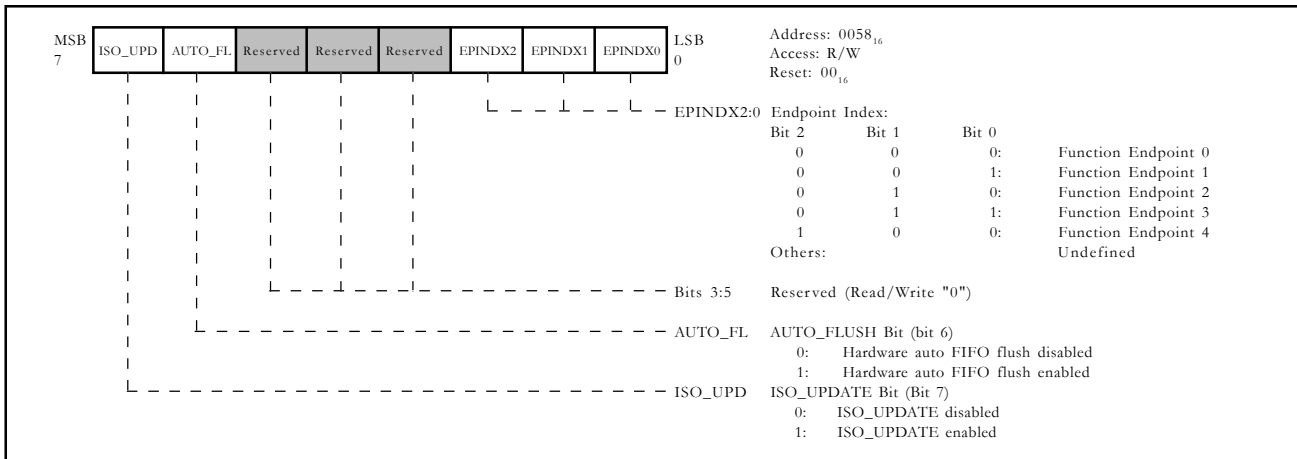 MSB ISO_UPD AUTO_FL Reserved Reserved Reserved EPINDX2 EPINDX1 EPINDX0 LSB
7 0
Address: 0058₁₆
Access: R/W
Reset: 00₁₆
EPINDX2:0 Endpoint Index:
Bit 2 Bit 1 Bit 0
0 0 0: Function Endpoint 0
0 0 1: Function Endpoint 1
0 1 0: Function Endpoint 2
0 1 1: Function Endpoint 3
1 0 0: Function Endpoint 4
Others: Undefined
Bits 3:5 Reserved (Read/Write "0")
AUTO_FL AUTO_FLUSH Bit (bit 6)
0: Hardware auto FIFO flush disabled
1: Hardware auto FIFO flush enabled
ISO_UPD ISO_UPDATE Bit (Bit 7)
0: ISO_UPDATE disabled
1: ISO_UPDATE enabled